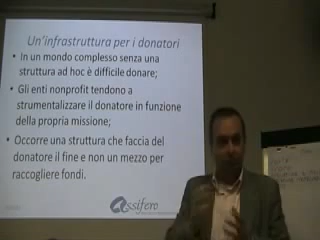 Un'infrastruttura per i donatori
• In un mondo complesso senza una
struttura ad hoc è difficile donare;
• Gli enti nonprofit tendono a
strumentalizzare il donatore in funzione
della propria missione;
• Occorre una struttura che faccia del
donatore il fine e non un mezzo per
raccogliere fondi.
assifero